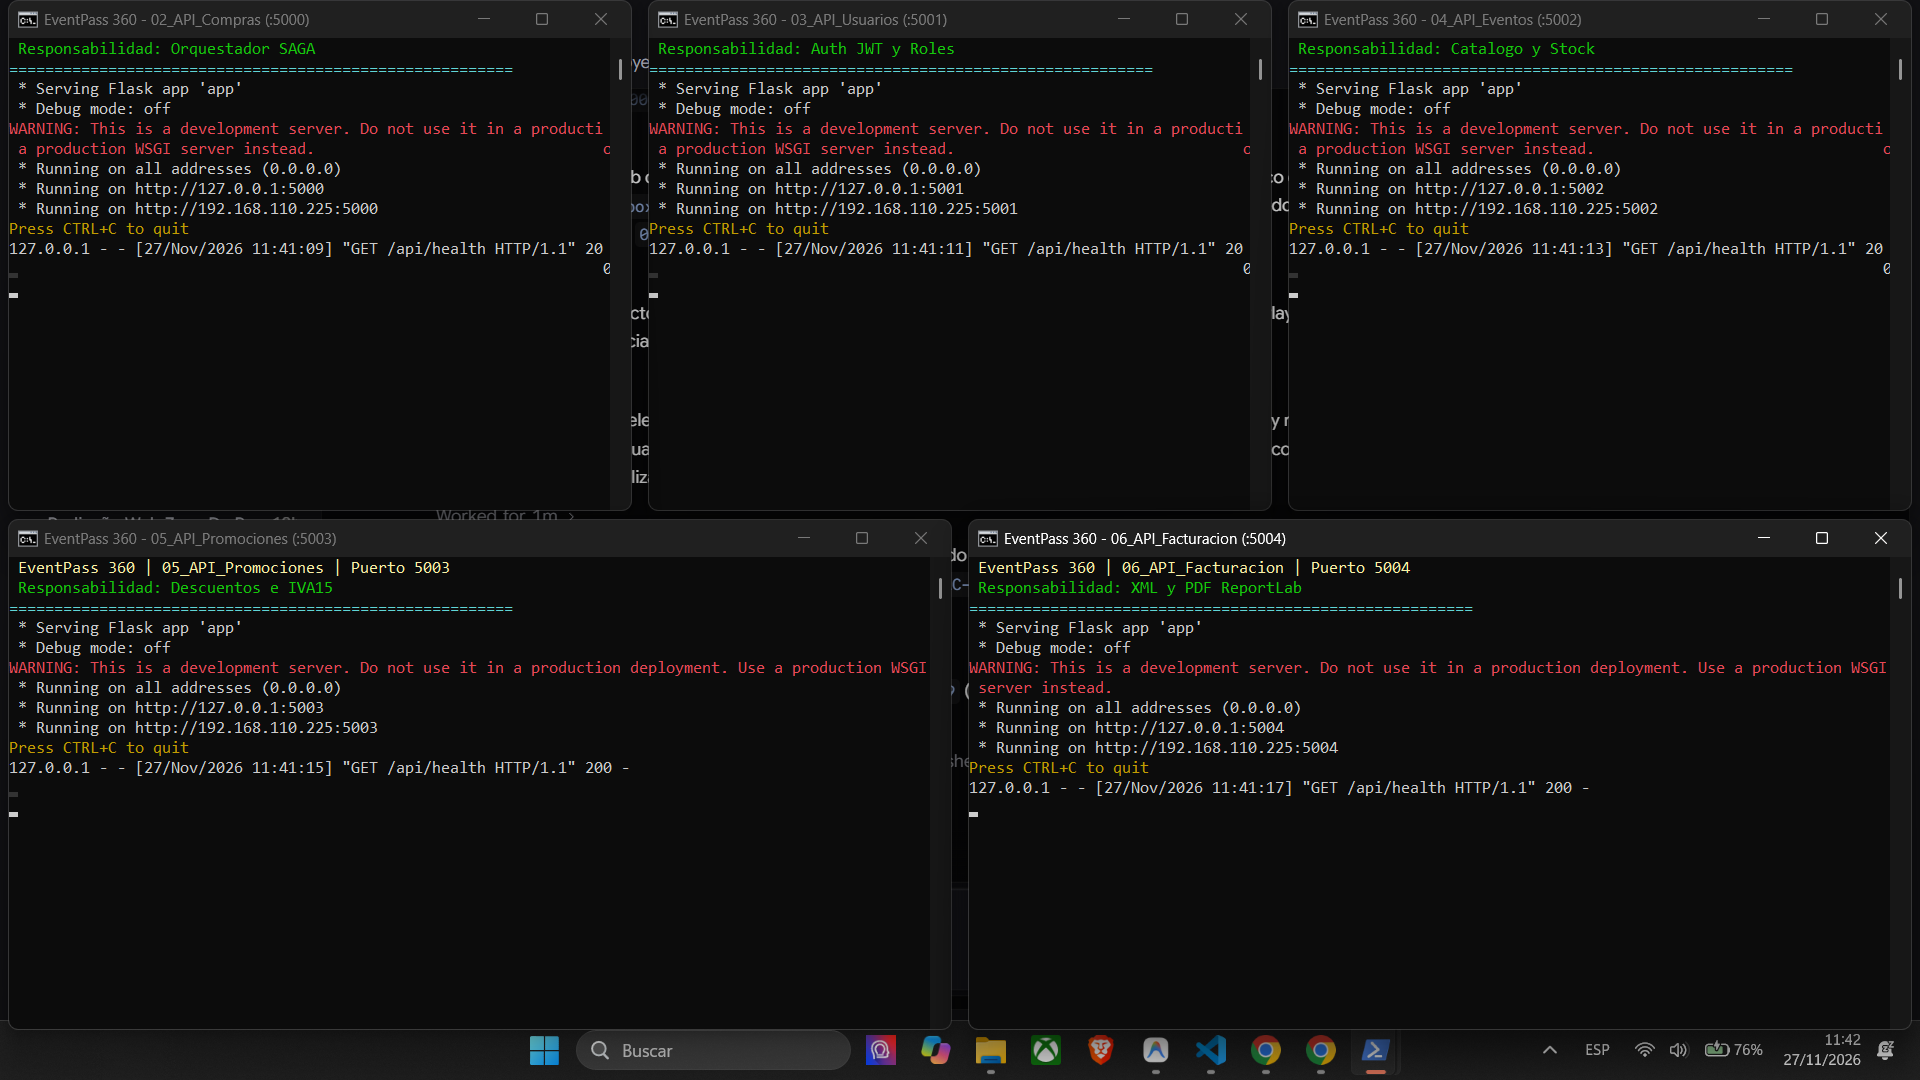 EventPass 360 - 02_API_Compras (:5000)
Responsabilidad: Orquestador SAGA
========================================================
* Serving Flask app 'app'
* Debug mode: off
WARNING: This is a development server. Do not use it in a producti
a production WSGI server instead.
* Running on all addresses (0.0.0.0)
* Running on http://127.0.0.1:5000
* Running on http://192.168.110.225:5000
Press CTRL+C to quit
127.0.0.1 - - [27/Nov/2026 11:41:09] "GET /api/health HTTP/1.1" 20
0
EventPass 360 - 03_API_Usuarios (:5001)
Responsabilidad: Auth JWT y Roles
========================================================
* Serving Flask app 'app'
* Debug mode: off
WARNING: This is a development server. Do not use it in a producti
a production WSGI server instead.
* Running on all addresses (0.0.0.0)
* Running on http://127.0.0.1:5001
* Running on http://192.168.110.225:5001
Press CTRL+C to quit
127.0.0.1 - - [27/Nov/2026 11:41:11] "GET /api/health HTTP/1.1" 20
0
EventPass 360 - 04_API_Eventos (:5002)
Responsabilidad: Catalogo y Stock
========================================================
* Serving Flask app 'app'
* Debug mode: off
WARNING: This is a development server. Do not use it in a producti
a production WSGI server instead.
* Running on all addresses (0.0.0.0)
* Running on http://127.0.0.1:5002
* Running on http://192.168.110.225:5002
Press CTRL+C to quit
127.0.0.1 - - [27/Nov/2026 11:41:13] "GET /api/health HTTP/1.1" 20
0
Worked for 1m >
EventPass 360 - 05_API_Promociones (:5003)
EventPass 360 | 05_API_Promociones | Puerto 5003
Responsabilidad: Descuentos e IVA15
========================================================
* Serving Flask app 'app'
* Debug mode: off
WARNING: This is a development server. Do not use it in a production deployment. Use a production WSGI
* Running on all addresses (0.0.0.0)
* Running on http://127.0.0.1:5003
* Running on http://192.168.110.225:5003
Press CTRL+C to quit
127.0.0.1 - - [27/Nov/2026 11:41:15] "GET /api/health HTTP/1.1" 200 -
EventPass 360 - 06_API_Facturacion (:5004)
EventPass 360 | 06_API_Facturacion | Puerto 5004
Responsabilidad: XML y PDF ReportLab
========================================================
* Serving Flask app 'app'
* Debug mode: off
WARNING: This is a development server. Do not use it in a production deployment. Use a production WSGI
server instead.
* Running on all addresses (0.0.0.0)
* Running on http://127.0.0.1:5004
* Running on http://192.168.110.225:5004
Press CTRL+C to quit
127.0.0.1 - - [27/Nov/2026 11:41:17] "GET /api/health HTTP/1.1" 200 -
Buscar
ESP
76%
11:42
27/11/2026